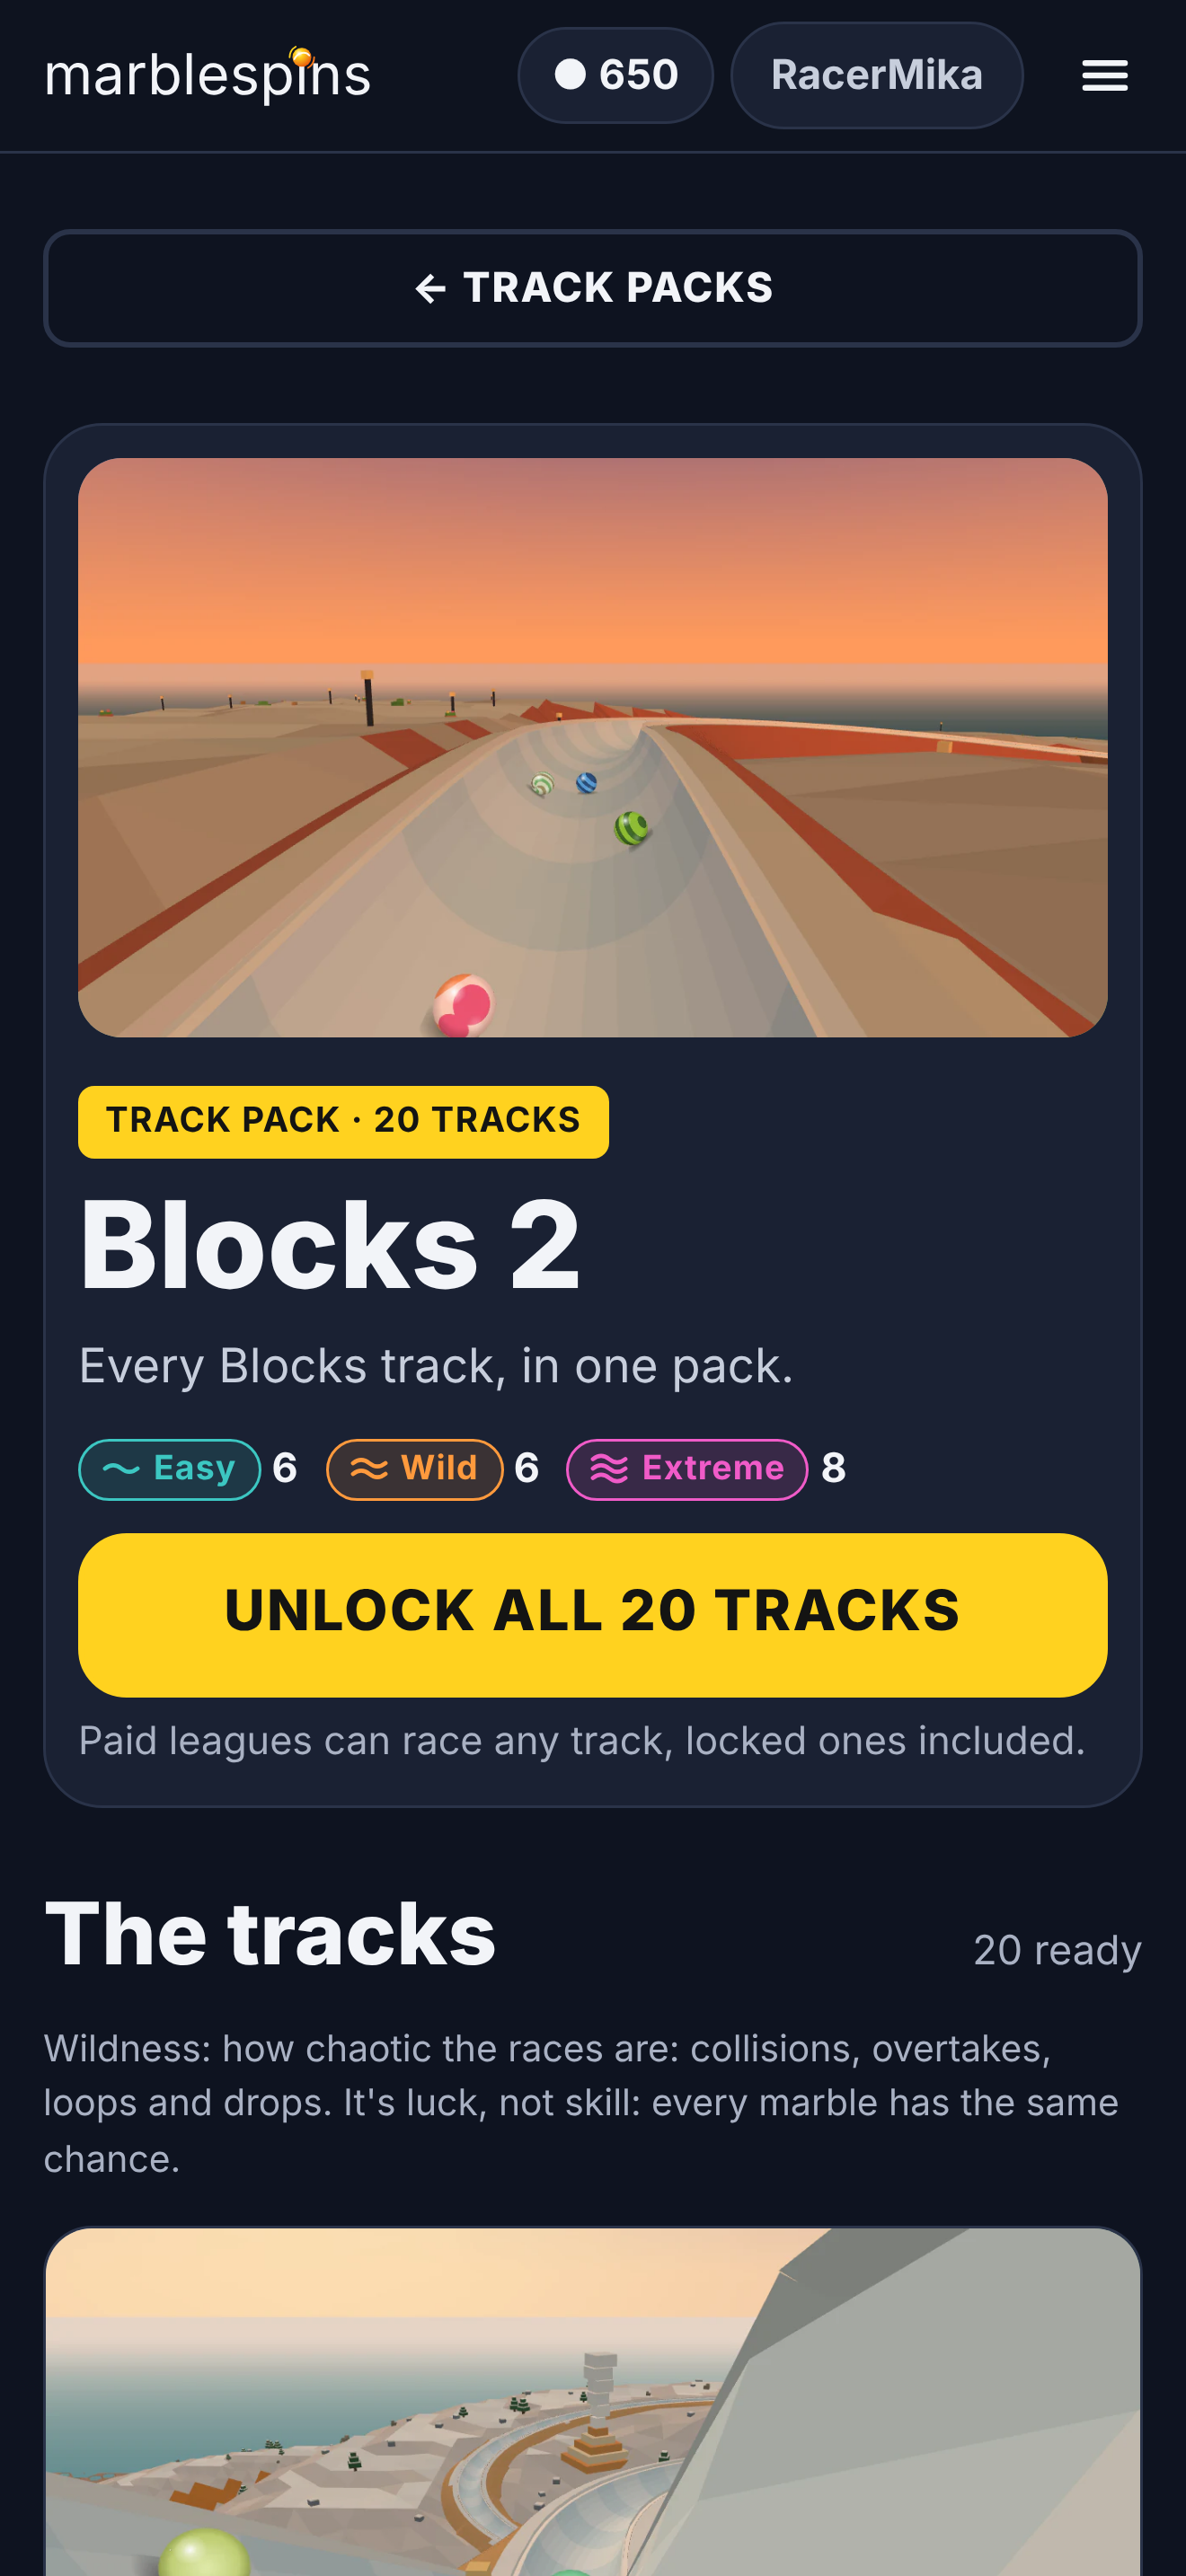 marblespins
650
RacerMika
← TRACK PACKS
TRACK PACK · 20 TRACKS
Blocks 2
Every Blocks track, in one pack.
Easy 6 Wild 6 Extreme 8
UNLOCK ALL 20 TRACKS
Paid leagues can race any track, locked ones included.
The tracks
20 ready
Wildness: how chaotic the races are: collisions, overtakes,
loops and drops. It's luck, not skill: every marble has the same
chance.